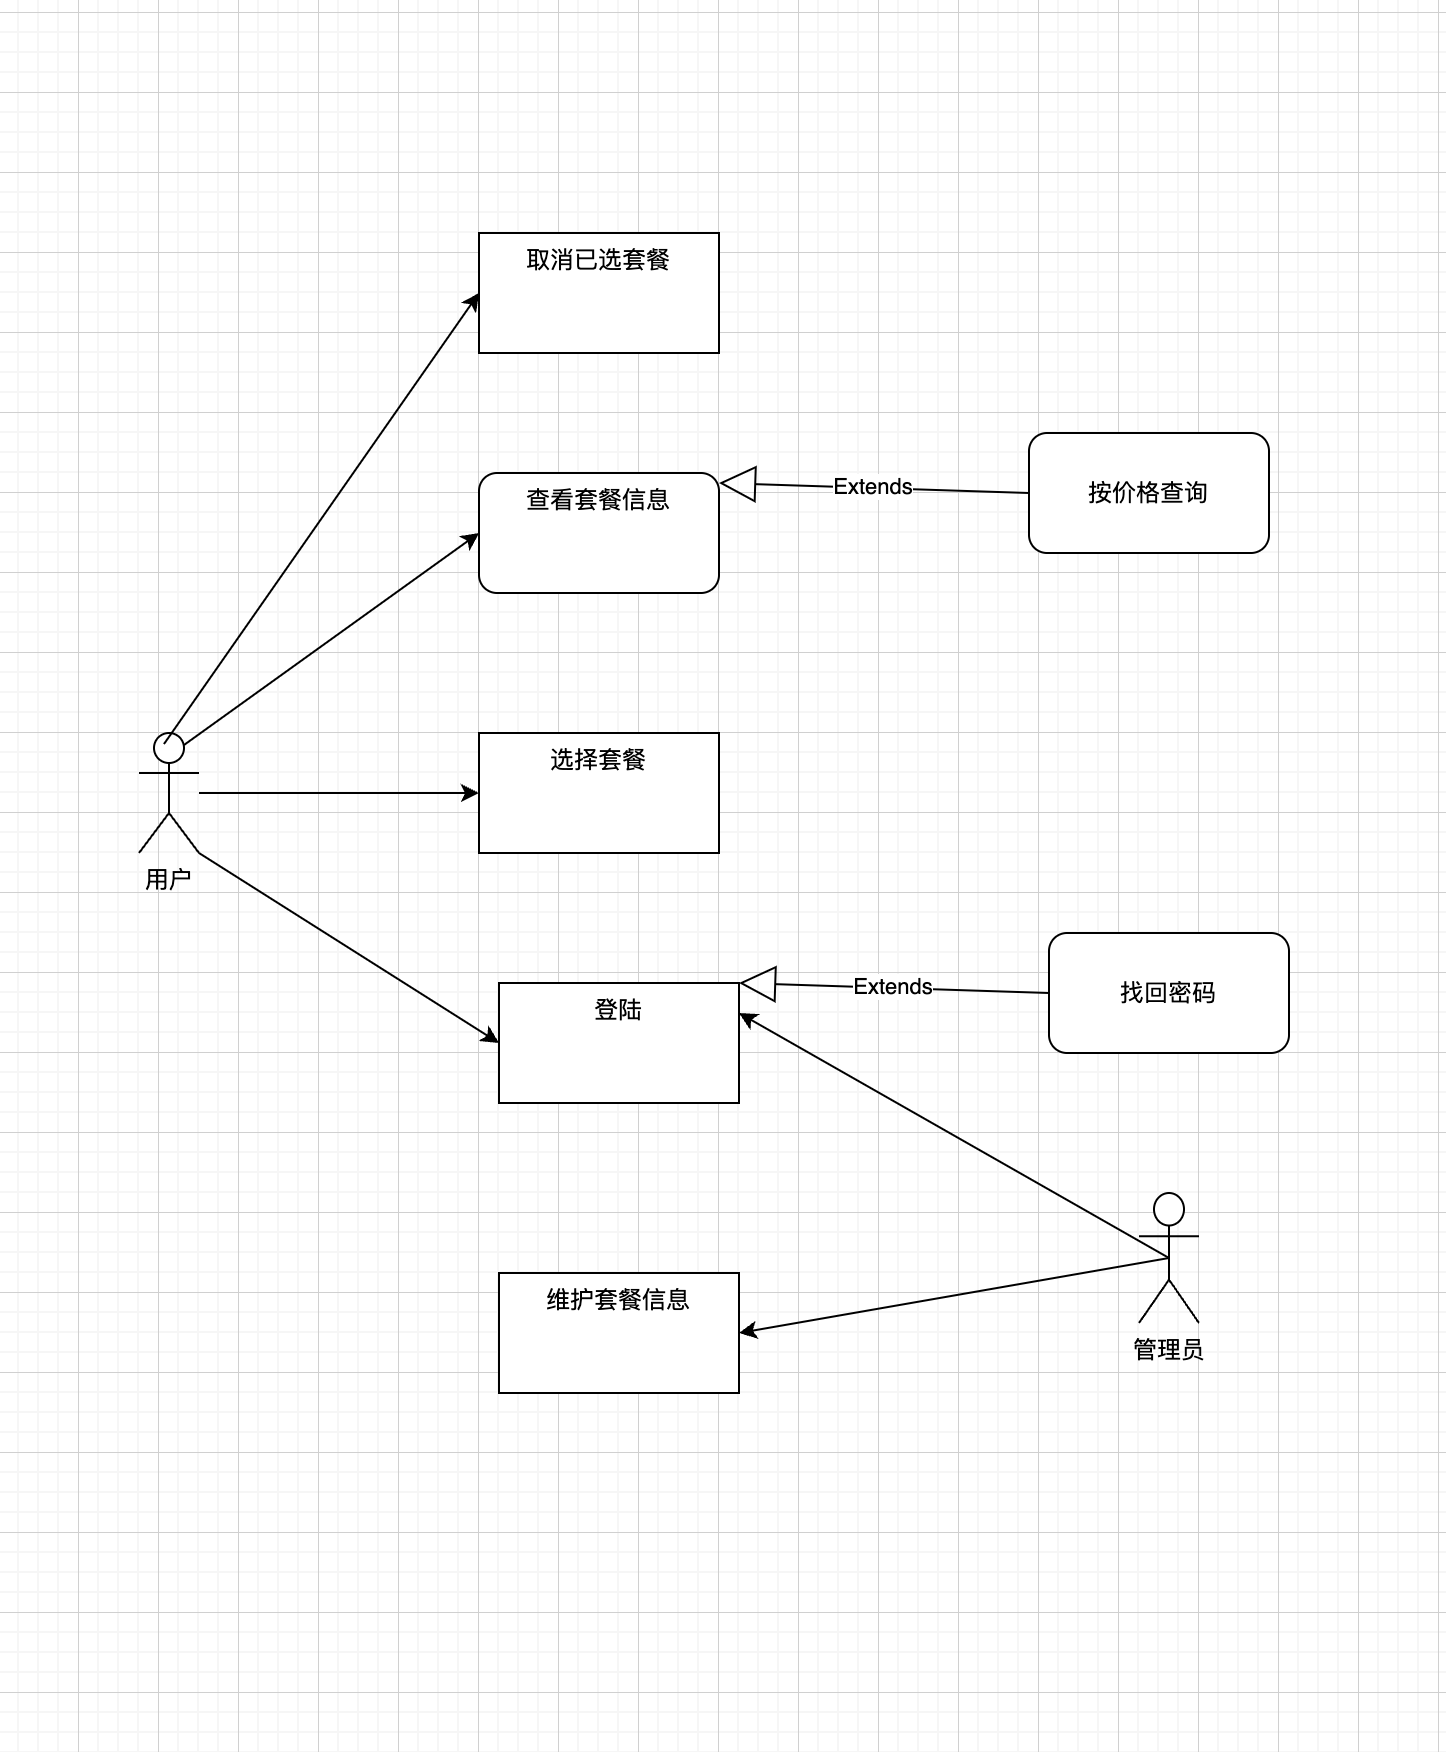 取消已选套餐
查看套餐信息
Extends
按价格查询
选择套餐
用户
登陆
Extends
找回密码
维护套餐信息
管理员